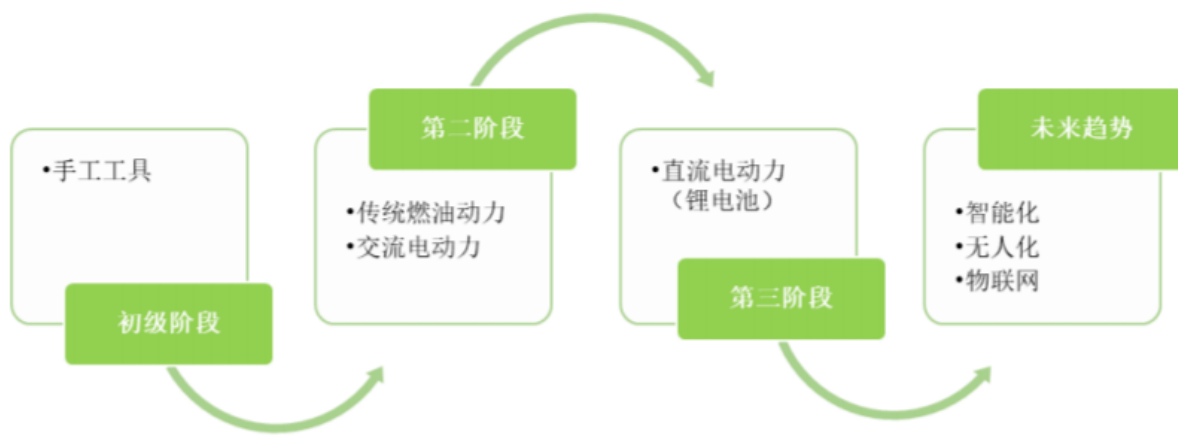 •手工工具
初级阶段
第二阶段
•传统燃油动力
•交流电动力
•直流电动力
（锂电池）
第三阶段
未来趋势
•智能化
•无人化
•物联网